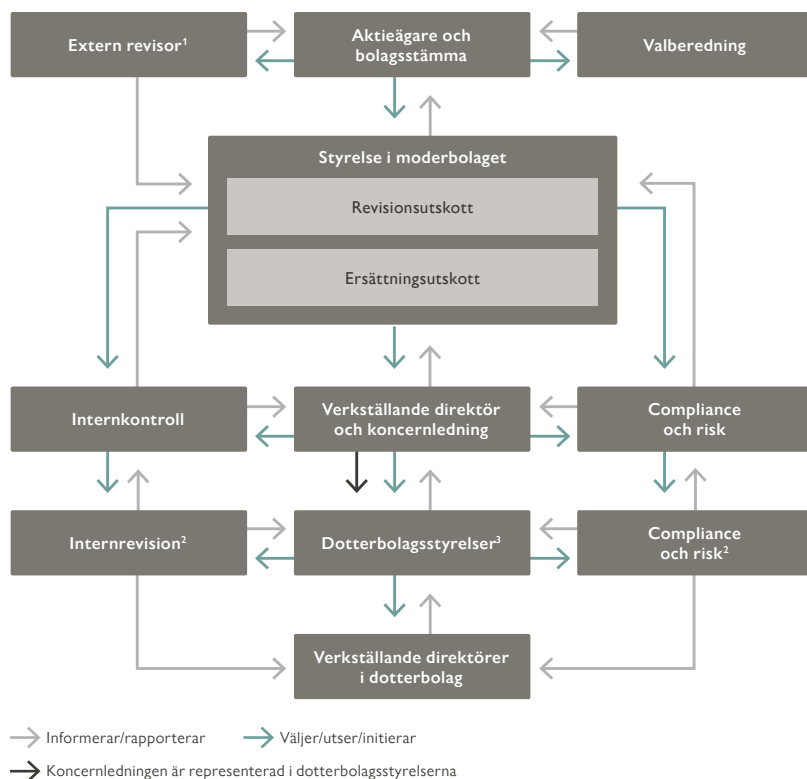 Extern revisor¹
Aktieägare och
bolagsstämma
Valberedning
Styrelse i moderbolaget
Revisionsutskott
Ersättningsutskott
Internkontroll
Verkställande direktör
och koncernledning
Compliance
och risk
Internrevision²
Dotterbolagsstyrelser³
Compliance
och risk²
Verkställande direktörer
i dotterbolag
Informerar/rapporterar
Väljer/utser/initierar
Koncernledningen är representerad i dotterbolagsstyrelserna